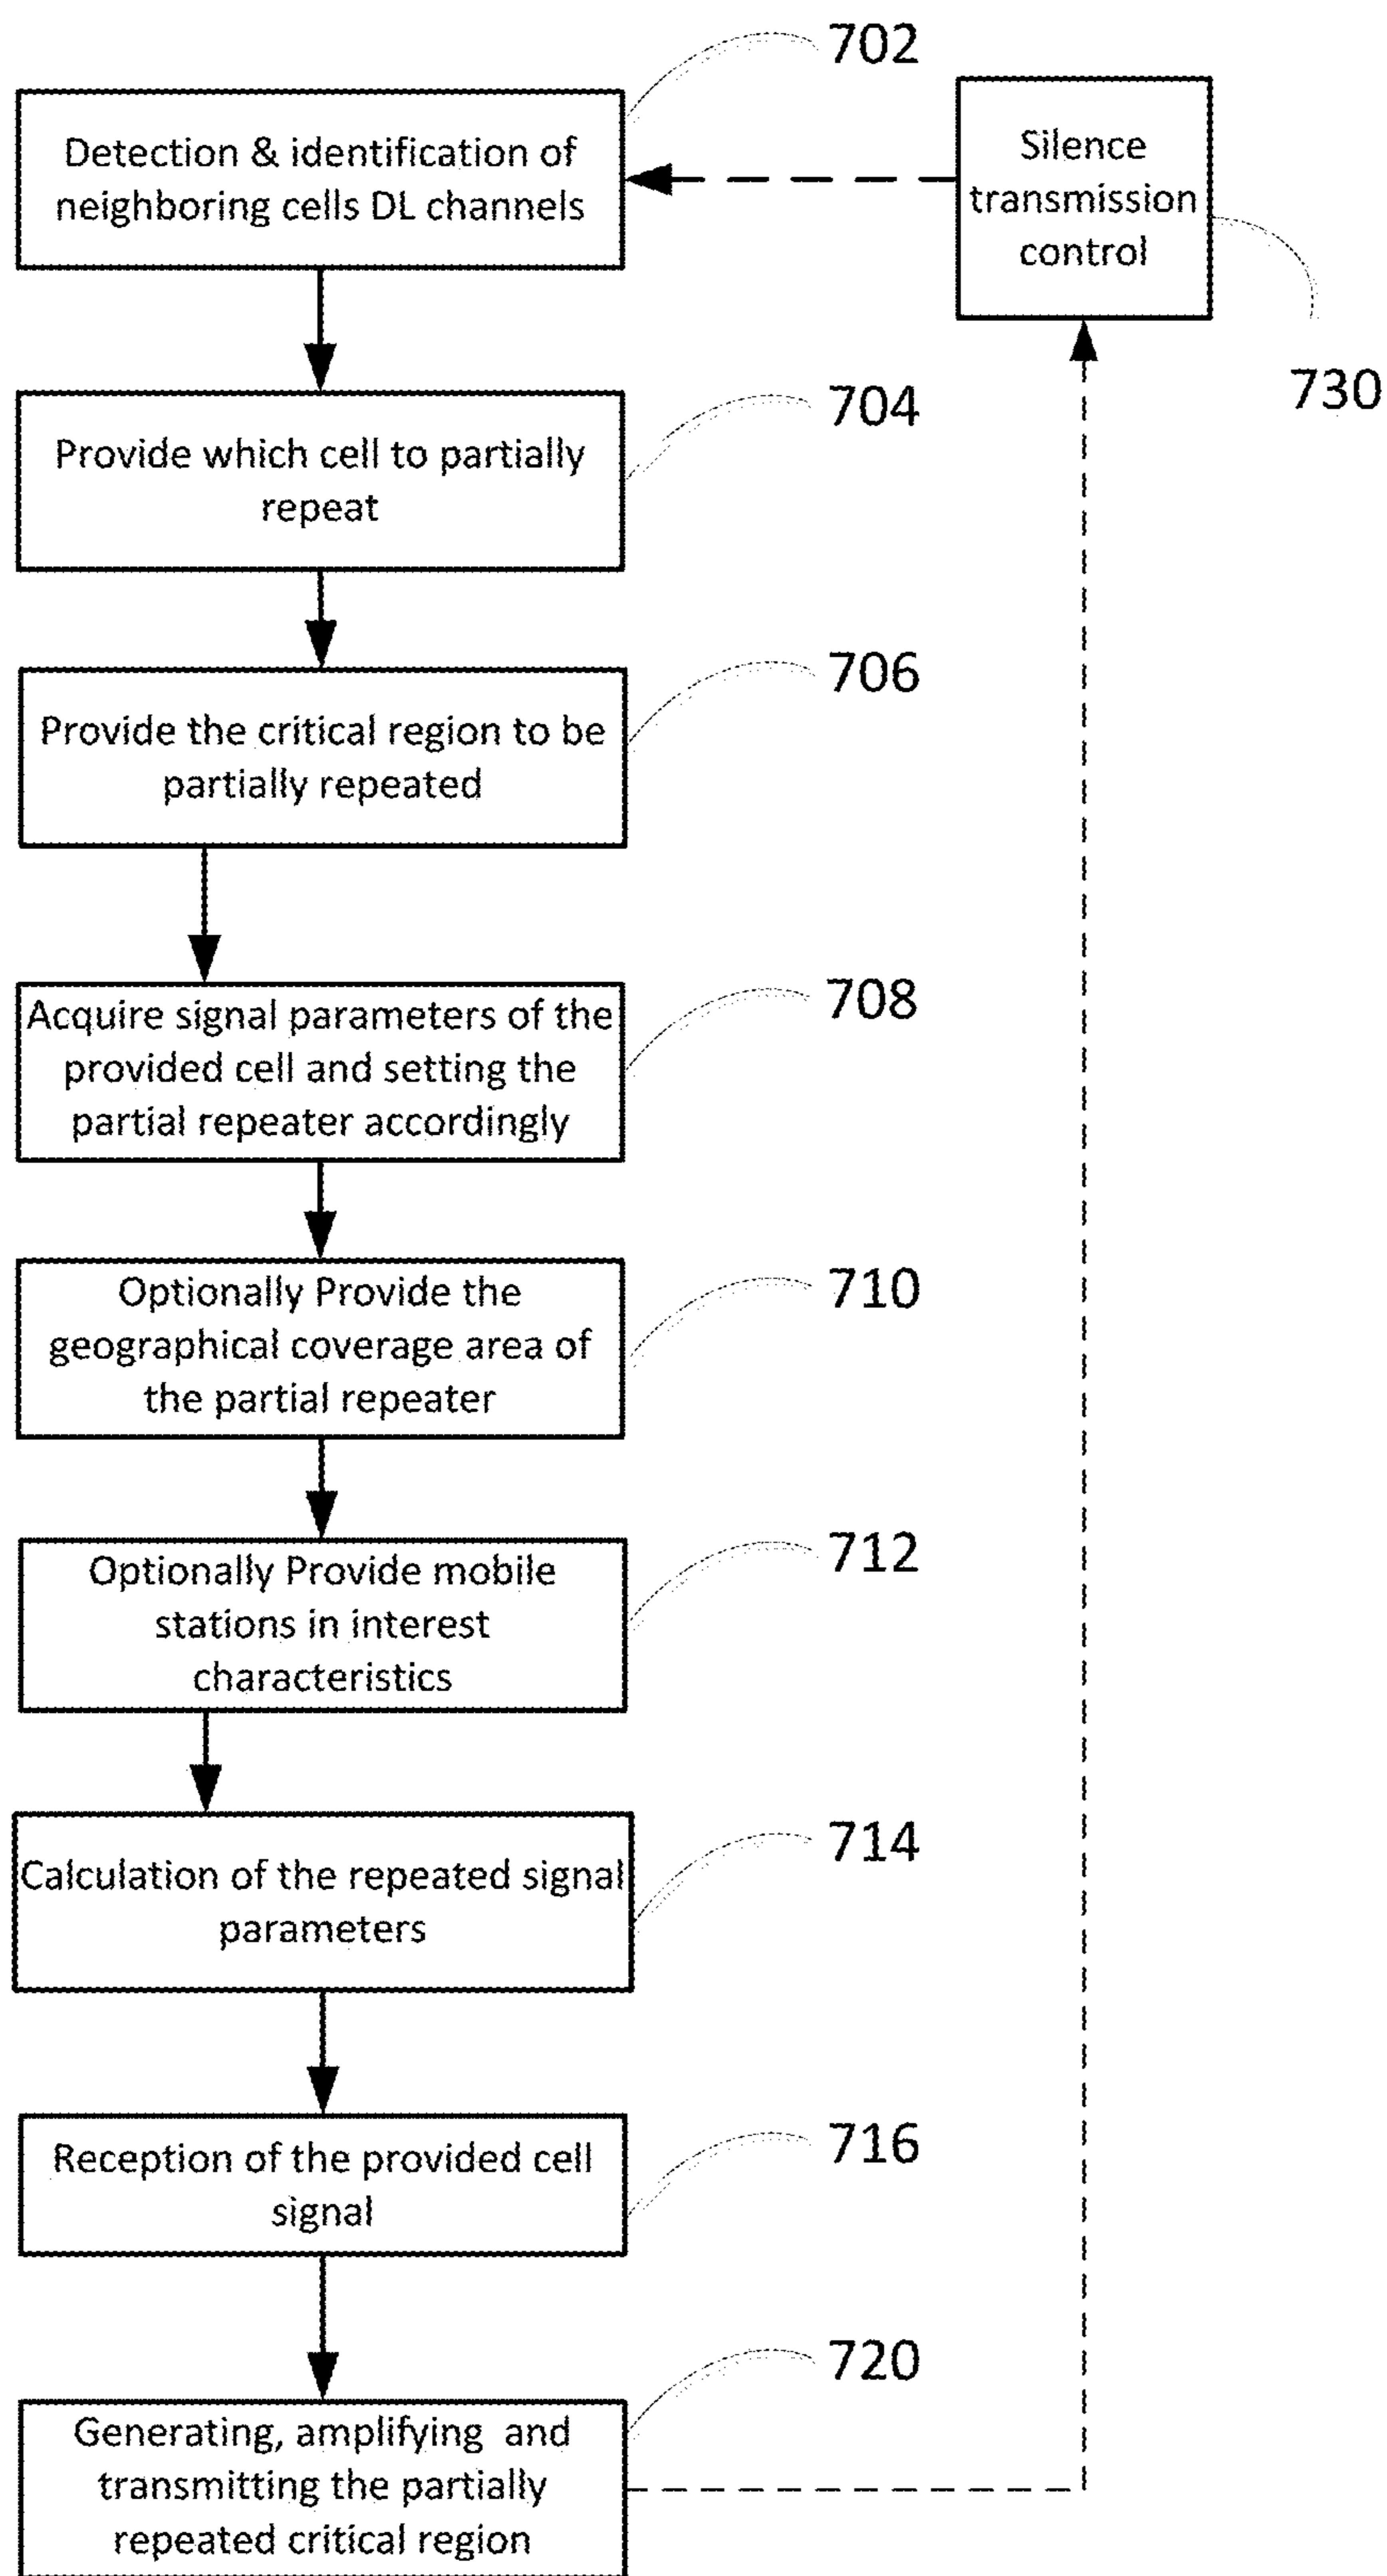 702
Detection & identification of
neighboring cells DL channels
Silence
transmission
control
730
704
Provide which cell to partially
repeat
706
Provide the critical region to be
partially repeated
708
Acquire signal parameters of the
provided cell and setting the
partial repeater accordingly
710
Optionally Provide the
geographical coverage area of
the partial repeater
712
Optionally Provide mobile
stations in interest
characteristics
714
Calculation of the repeated signal
parameters
716
Reception of the provided cell
signal
720
Generating, amplifying and
transmitting the partially
repeated critical region